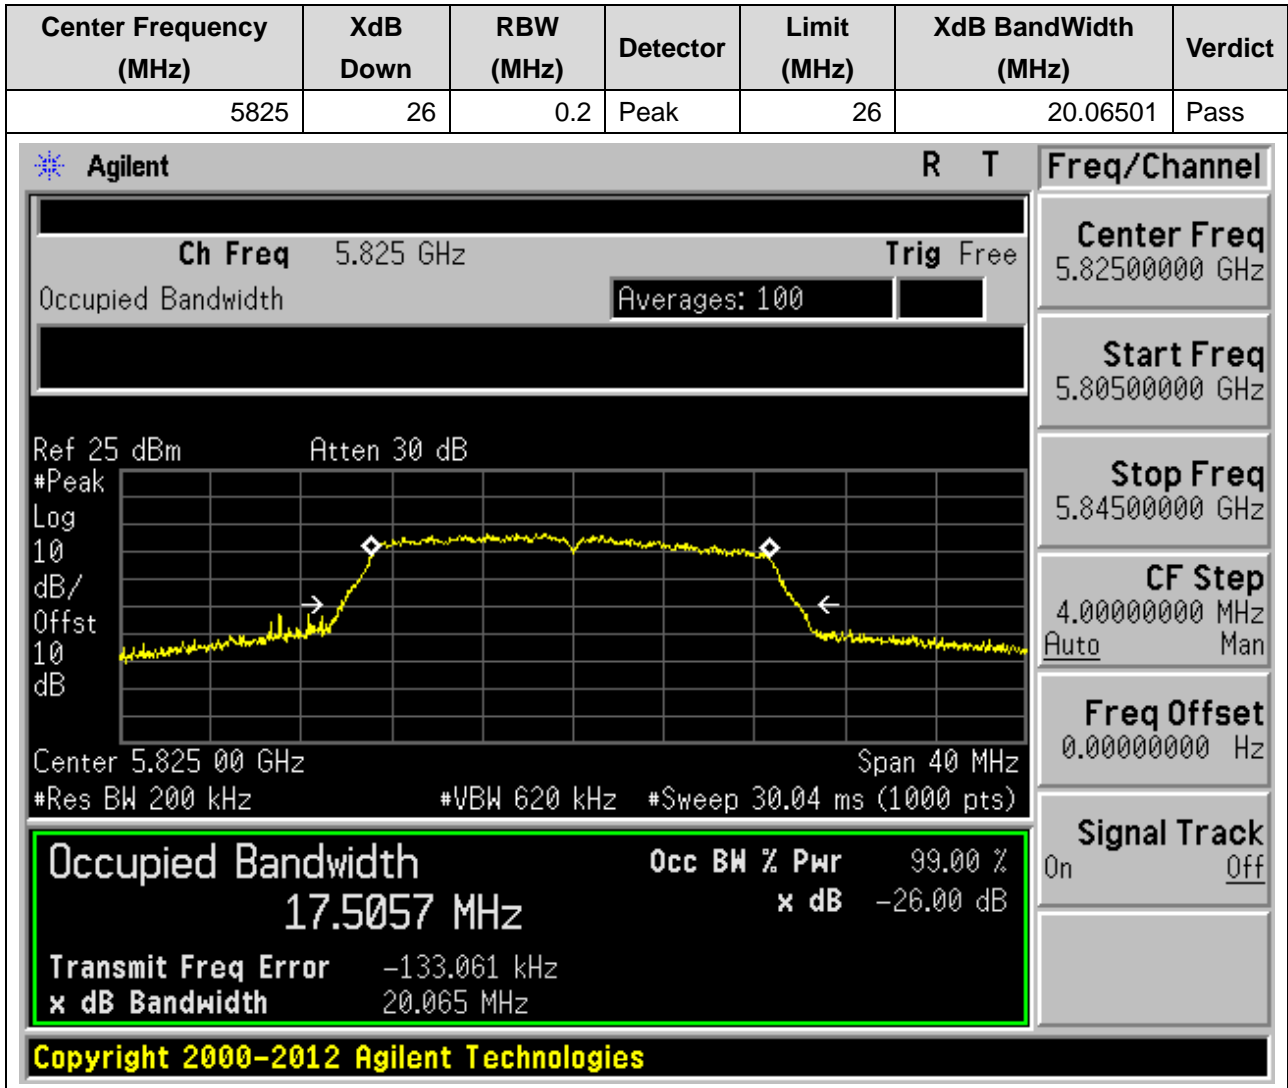 Center Frequency (MHz) XdB Down RBW (MHz) Detector Limit (MHz) XdB BandWidth (MHz) Verdict
5825 26 0.2 Peak 26 20.06501 Pass
Agilent R T Freq/Channel
Ch Freq 5.825 GHz Trig Free
Occupied Bandwidth Averages: 100
Center Freq
5.82500000 GHz
Start Freq
5.80500000 GHz
Stop Freq
5.84500000 GHz
CF Step
4.00000000 MHz
Auto Man
Freq Offset
0.00000000 Hz
Signal Track
On Off
Ref 25 dBm Atten 30 dB
#Peak
Log
10
dB/
Offst
10
dB
Center 5.825 00 GHz Span 40 MHz
#Res BW 200 kHz #VBW 620 kHz #Sweep 30.04 ms (1000 pts)
Occupied Bandwidth Occ BW % Pwr 99.00 %
17.5057 MHz x dB -26.00 dB
Transmit Freq Error -133.061 kHz
x dB Bandwidth 20.065 MHz
Copyright 2000-2012 Agilent Technologies